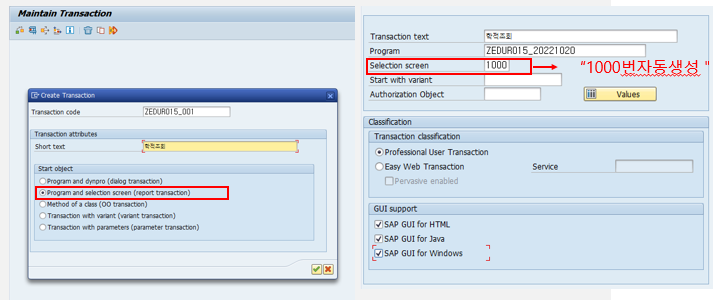 Maintain Transaction
Create Transaction
Transaction code ZEDUR015_001
Transaction attributes
Short text 학적조회
Start object
Program and dynpro (dialog transaction)
Program and selection screen (report transaction)
Method of a class (OO transaction)
Transaction with variant (variant transaction)
Transaction with parameters (parameter transaction)
Transaction text 학적조회
Program ZEDUR015_20221020
Selection screen 1000
“1000번자동생성 "
Start with variant
Authorization Object Values
Classification
Transaction classification
Professional User Transaction
Easy Web Transaction Service
Pervasive enabled
GUI support
SAP GUI for HTML
SAP GUI for Java
SAP GUI for Windows